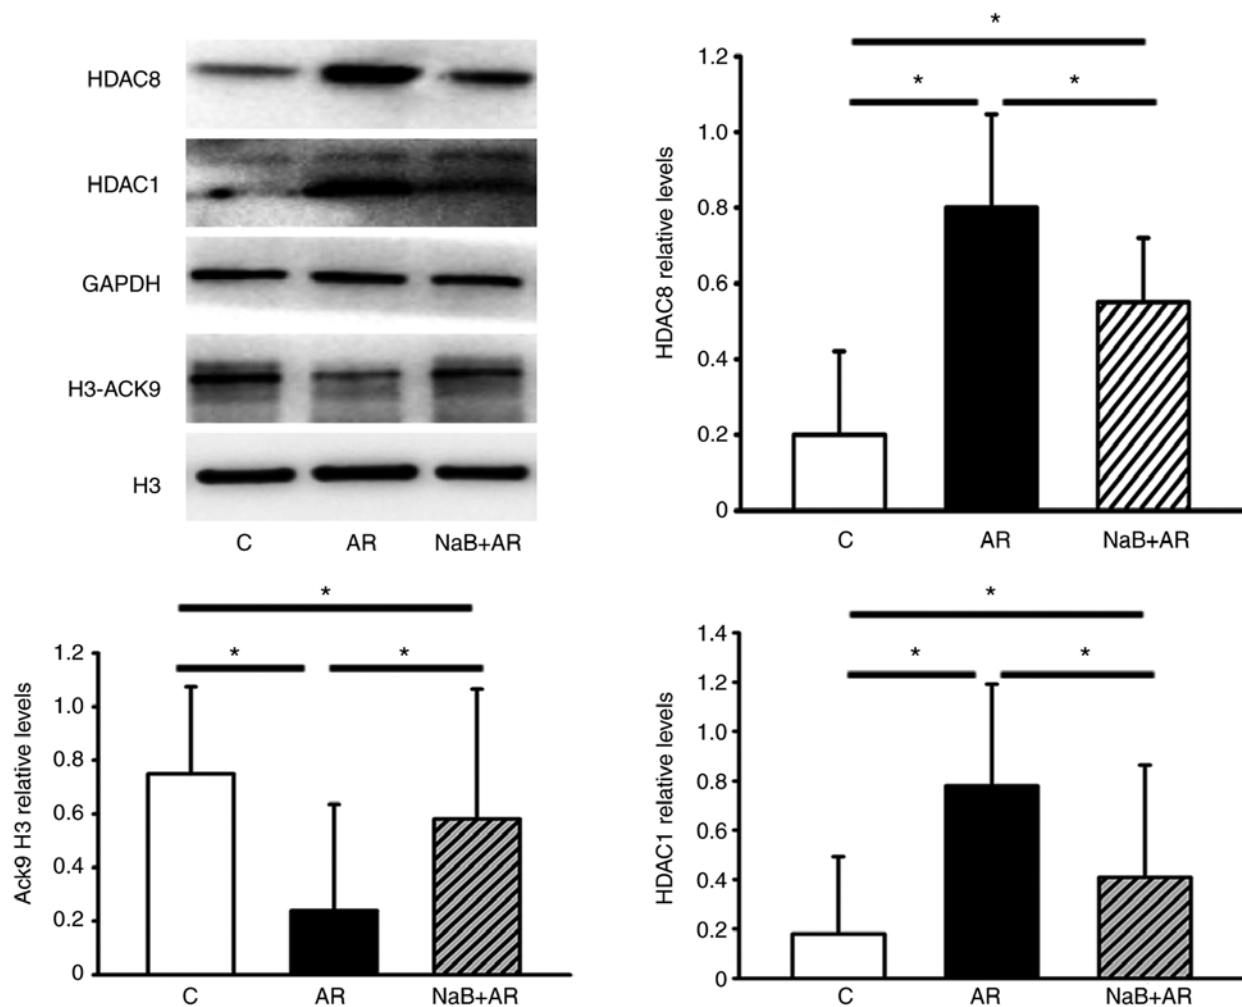 HDAC8
HDAC1
GAPDH
H3-ACK9
H3
C AR NaB+AR
*
* *
HDAC8 relative levels
1.2
1.0
0.8
0.6
0.4
0.2
0
C AR NaB+AR
*
* *
Ack9 H3 relative levels
1.2
1.0
0.8
0.6
0.4
0.2
0
C AR NaB+AR
*
* *
HDAC1 relative levels
1.4
1.2
1.0
0.8
0.6
0.4
0.2
0
C AR NaB+AR